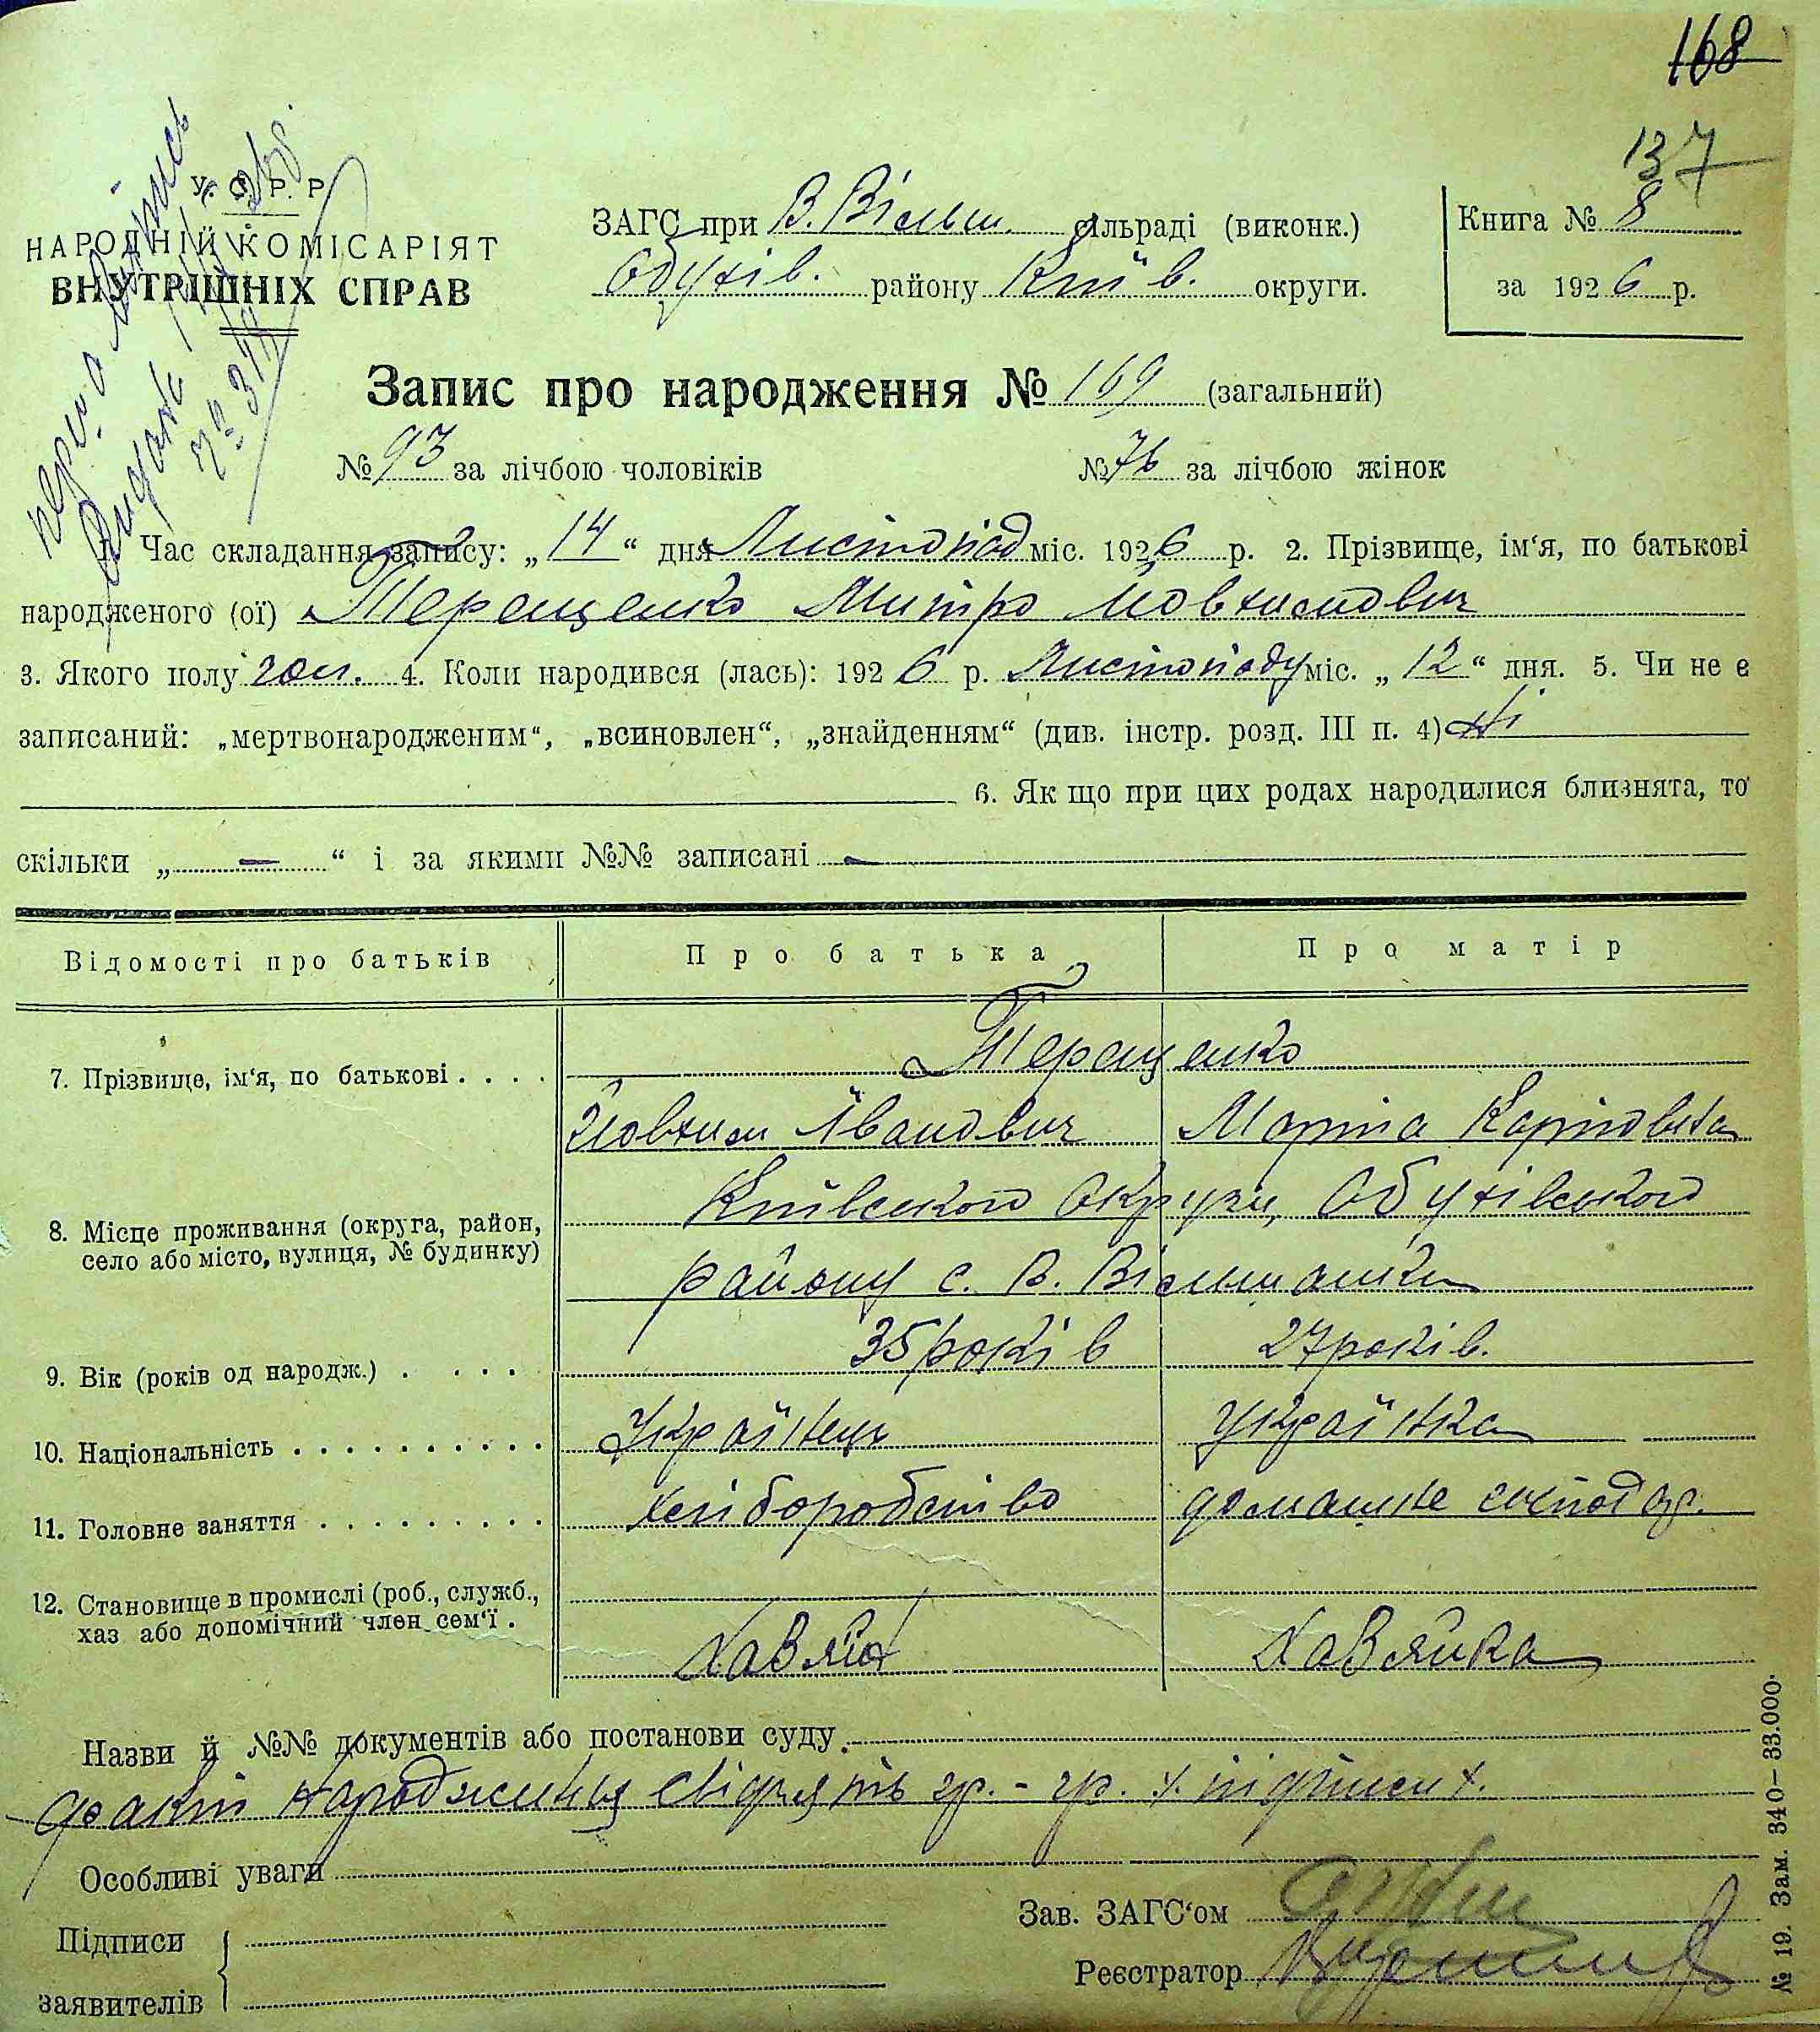 168
137
У. С. Р. Р
НАРОДНІЙ КОМІСАРІЯТ
ВНУТРІШНІХ СПРАВ
ЗАГС при В. Вільш. сільраді (виконк.)
Обухів. району Київ. округи.
Книга № 8
за 1926 р.
Запис про народження № 169 (загальний)
№ 93 за лічбою чоловіків
№ 76 за лічбою жінок
1. Час складання запису: „14“ дня Листопад міс. 1926 р. 2. Прізвище, ім‘я, по батькові
народженого (ої) Терещенко Митро Йовхимович
3. Якого полу чол. 4. Коли народився (лась): 1926 р. Листопаду міс. „12“ дня. 5. Чи не є
записаний: „мертвонародженим“, „всиновлен“, „знайденням“ (див. інстр. розд. III п. 4) Ні
6. Як що при цих родах народилися близнята, то
скільки „ — “ і за якими №№ записані —
Відомості про батьків
Про батька
Про матір
7. Прізвище, ім‘я, по батькові . . . .
Терещенко
Йовхим Іванович
Марія Карповна
8. Місце проживання (округа, район,
село або місто, вулиця, № будинку)
Київської Округи, Обухівського
району с. В. Вільшанки
9. Вік (років од народж.) . . . .
35 років
27 років.
10. Національність . . . . . . . . . .
Українець
Українка
11. Головне заняття . . . . . . . . .
хліборобство
домашнє господар.
12. Становище в промислі (роб., служб.,
хаз або допомічний член сем‘ї .
Хазяїн
Хазяйка
Назви й №№ документів або постанови суду.
факт народження свідчать гр. - гр.
Особливі уваги
Підписи
заявителів
Зав. ЗАГС‘ом
Реєстратор
№ 19. Зам. 340—33.000.